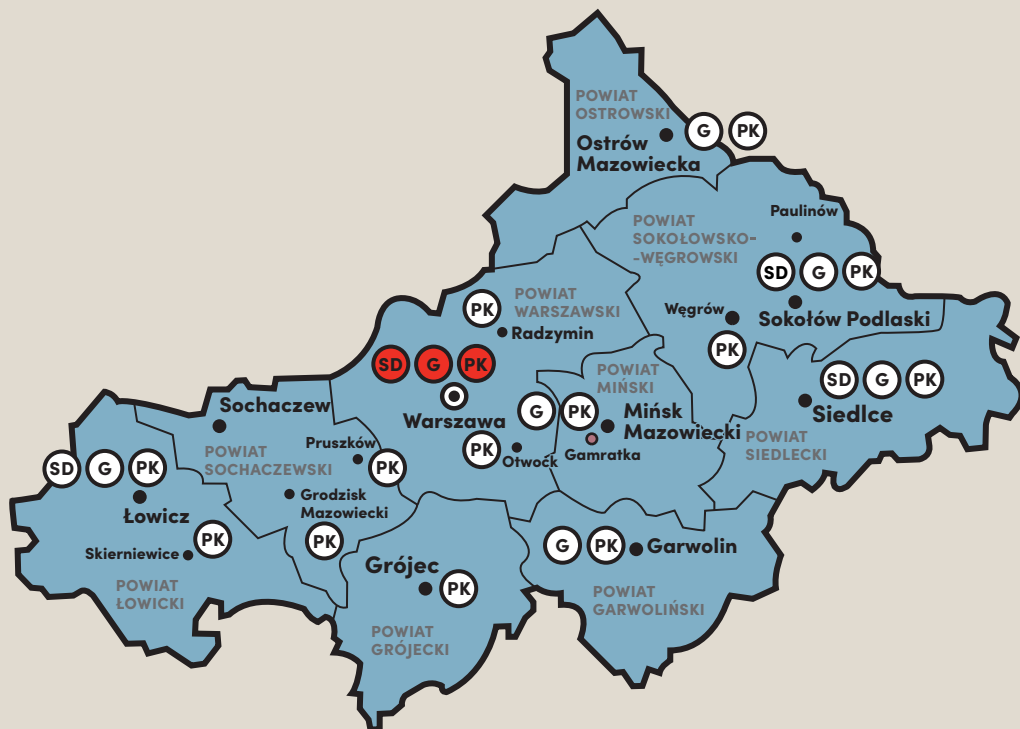 POWIAT
OSTROWSKI
G PK
Ostrów
Mazowiecka
POWIAT
SOKOŁOWSKO-
-WĘGROWSKI
Paulinów
SD G PK
Sokołów Podlaski
Węgrów
PK
PK
POWIAT
WARSZAWSKI
Radzymin
SD G PK
Warszawa
PK
Otwock
POWIAT
MIŃSKI
G PK
Mińsk
Mazowiecki
Gamratka
SD G PK
Siedlce
POWIAT
SIEDLECKI
Sochaczew
POWIAT
SOCHACZEWSKI
Pruszków
PK
Grodzisk
Mazowiecki
PK
SD G PK
Łowicz
Skierniewice
PK
POWIAT
ŁOWICKI
Grójec
PK
POWIAT
GRÓJECKI
G PK
Garwolin
POWIAT
GARWOLIŃSKI